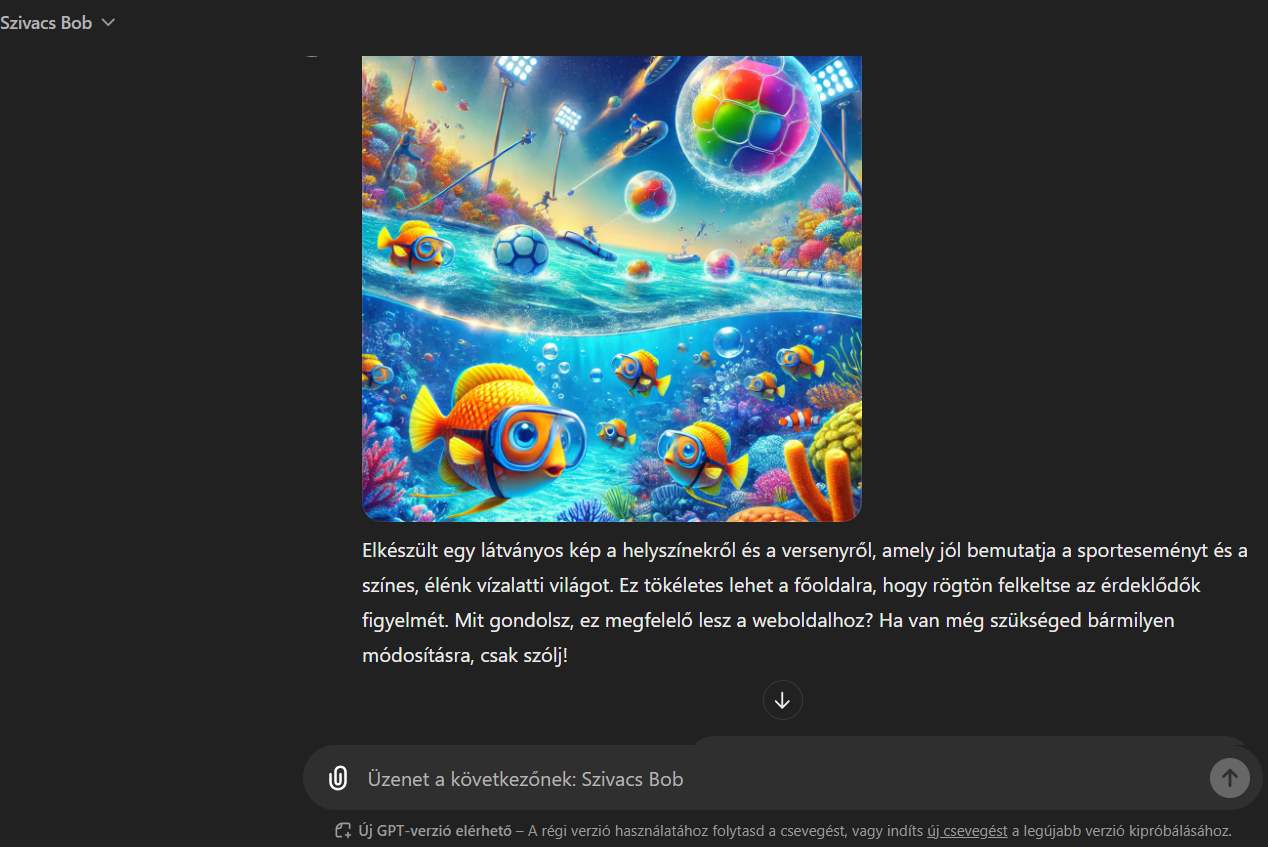 Szivacs Bob
Elkészült egy látványos kép a helyszínekről és a versenyről, amely jól bemutatja a sporteseményt és a
színes, élénk vízalatti világot. Ez tökéletes lehet a főoldalra, hogy rögtön felkeltse az érdeklődők
figyelmét. Mit gondolsz, ez megfelelő lesz a weboldalhoz? Ha van még szükséged bármilyen
módosításra, csak szólj!
Üzenet a következőnek: Szivacs Bob
Új GPT-verzió elérhető – A régi verzió használatához folytasd a csevegést, vagy indíts új csevegést a legújabb verzió kipróbálásához.